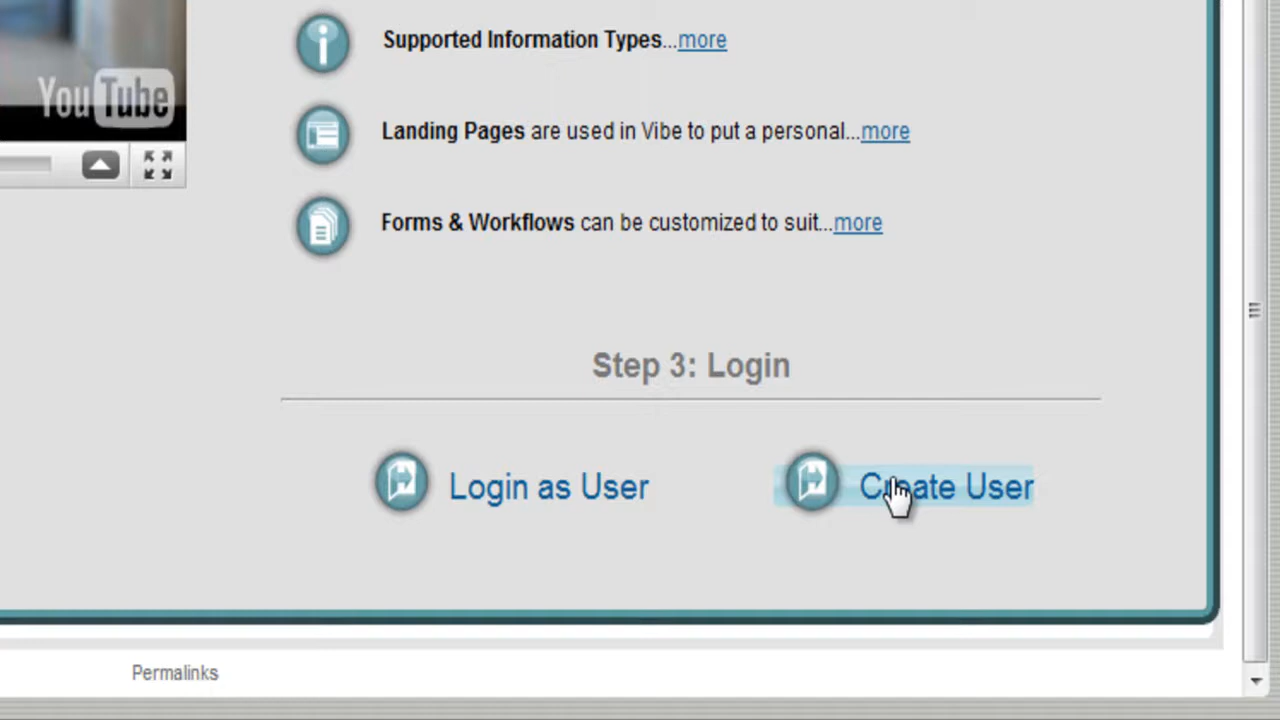 Supported Information Types...more
YouTube
Landing Pages are used in Vibe to put a personal...more
Forms & Workflows can be customized to suit...more
Step 3: Login
Login as User
Create User
Permalinks